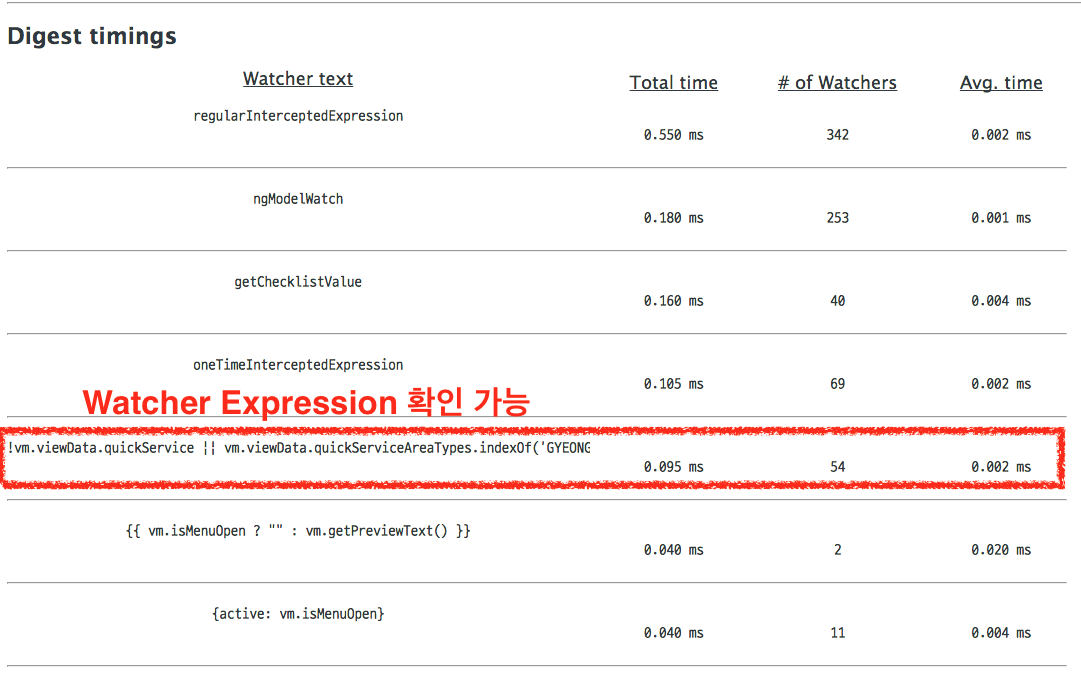 Digest timings
Watcher text Total time # of Watchers Avg. time
regularInterceptedExpression
0.550 ms 342 0.002 ms
ngModelWatch
0.180 ms 253 0.001 ms
getChecklistValue
0.160 ms 40 0.004 ms
oneTimeInterceptedExpression
0.105 ms 69 0.002 ms
Watcher Expression 확인 가능
!vm.viewData.quickService || vm.viewData.quickServiceAreaTypes.indexOf('GYEONG
0.095 ms 54 0.002 ms
{{ vm.isMenuOpen ? "" : vm.getPreviewText() }}
0.040 ms 2 0.020 ms
{active: vm.isMenuOpen}
0.040 ms 11 0.004 ms